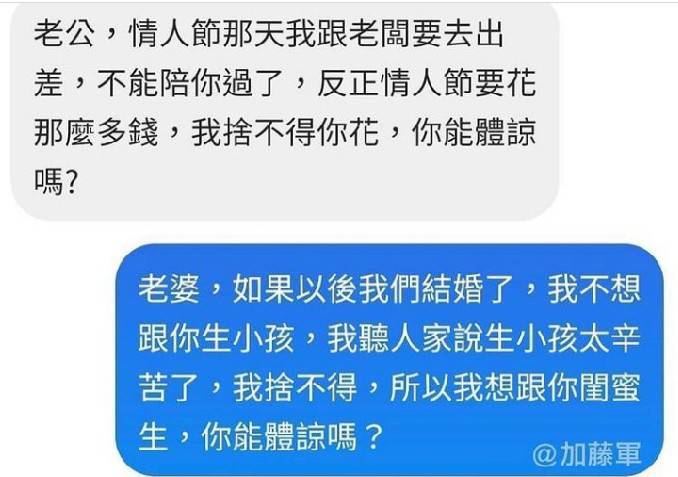 老公，情人節那天我跟老闆要去出
差，不能陪你過了，反正情人節要花
那麼多錢，我捨不得你花，你能體諒
嗎?
老婆，如果以後我們結婚了，我不想
跟你生小孩，我聽人家說生小孩太辛
苦了，我捨不得，所以我想跟你閨蜜
生，你能體諒嗎？
@加藤軍